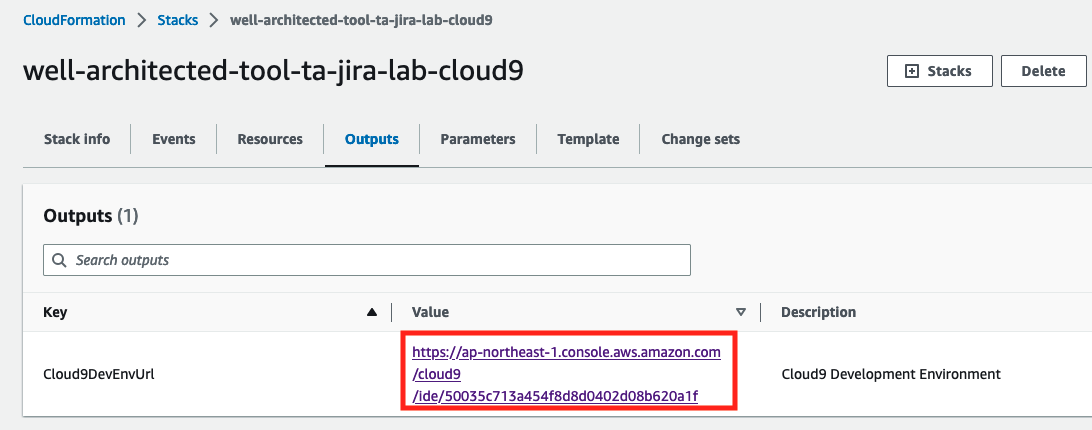 CloudFormation > Stacks > well-architected-tool-ta-jira-lab-cloud9
well-architected-tool-ta-jira-lab-cloud9
Stacks
Delete
Stack info
Events
Resources
Outputs
Parameters
Template
Change sets
Outputs (1)
Search outputs
Key
Value
Description
Cloud9DevEnvUrl
https://ap-northeast-1.console.aws.amazon.com
/cloud9
/ide/50035c713a454f8d8d0402d08b620a1f
Cloud9 Development Environment